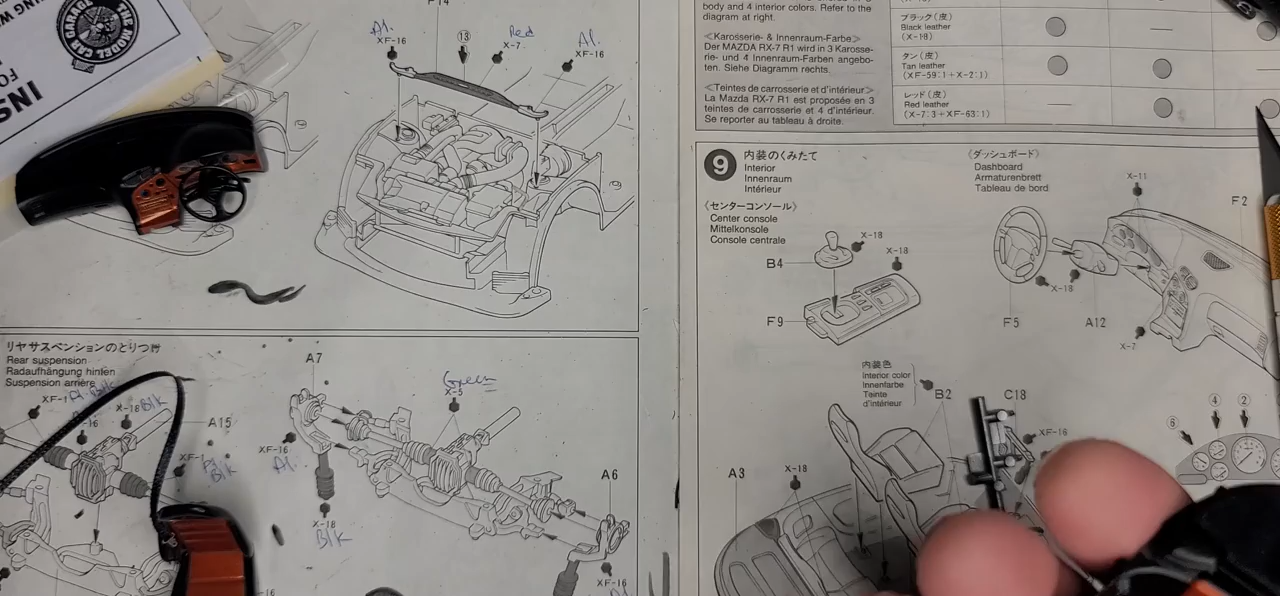 THE MODEL CAR GARAGE
INS
Al.
XF-16
13
Red
X-7
Al.
XF-16
リヤサスペンションのとりつけ
Rear suspension
Radaufhängung hinten
Suspension arrière
X-18 Blk
A15
A7
Green
X-5
XF-16
Al.
X-18
Blk
A6
XF-16
body and 4 interior colors. Refer to the
diagram at right.
≪Karosserie- & Innenraum-Farbe≫
Der MAZDA RX-7 R1 wird in 3 Karosse-
rie- und 4 Innenraum-Farben angebo-
ten. Siehe Diagramm rechts.
≪Teintes de carrosserie et d'intérieur≫
La Mazda RX-7 R1 est proposée en 3
teintes de carrosserie et 4 d'intérieur.
Se reporter au tableau à droite.
ブラック(皮)
Black leather
(X-18)
タン(皮)
Tan leather
(XF-59:1+X-2:1)
レッド(皮)
Red leather
(X-7:3+XF-63:1)
9
内装のくみたて
Interior
Innenraum
Intérieur
《センターコンソール》
Center console
Mittelkonsole
Console centrale
B4
X-18
X-18
F9
《ダッシュボード》
Dashboard
Armaturenbrett
Tableau de bord
X-11
F2
X-18
F5
A12
X-7
内装色
Interior color
Innenfarbe
Teinte
d'intérieur
B2
C18
XF-16
A3
X-18
6
4
2